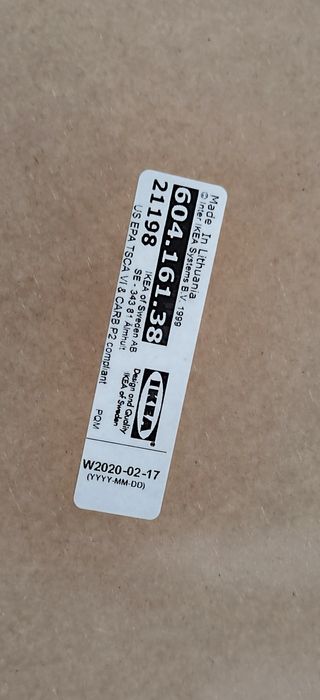 Made In Lithuania
© Inter IKEA Systems B.V. 1999
604.161.38
21198
IKEA of Sweden AB
SE - 343 81 Älmhult
US EPA TSCA VI & CARB P2 compliant
IKEA
Design and Quality
IKEA of Sweden
PQM
W2020-02-17
(YYYY-MM-DD)